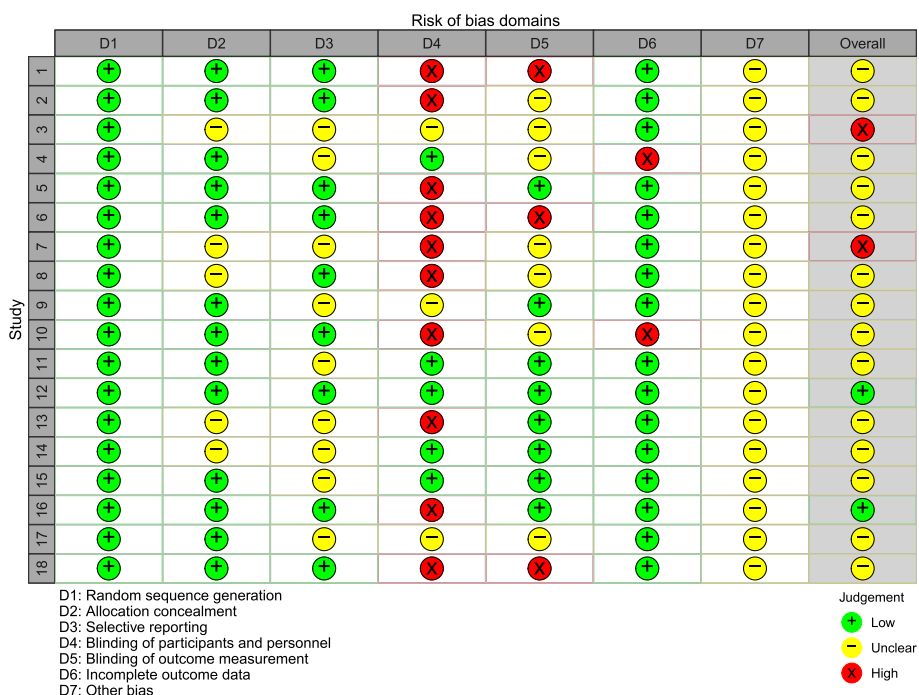 Risk of bias domains
D1 D2 D3 D4 D5 D6 D7 Overall
Study
1 + + + X X + − −
2 + + + X − + − −
3 + − − − − + − X
4 + + − + − X − −
5 + + + X + + − −
6 + + + X X + − −
7 + − − X − + − X
8 + − + X − + − −
9 + + − − + + − −
10 + + + X − X − −
11 + + − + + + − −
12 + + + + + + − +
13 + − − X + + − −
14 + − − + + + − −
15 + + − + + + − −
16 + + + X + + − +
17 + + − − − + − −
18 + + + X X + − −
D1: Random sequence generation
D2: Allocation concealment
D3: Selective reporting
D4: Blinding of participants and personnel
D5: Blinding of outcome measurement
D6: Incomplete outcome data
D7: Other bias
Judgement
+ Low
− Unclear
X High